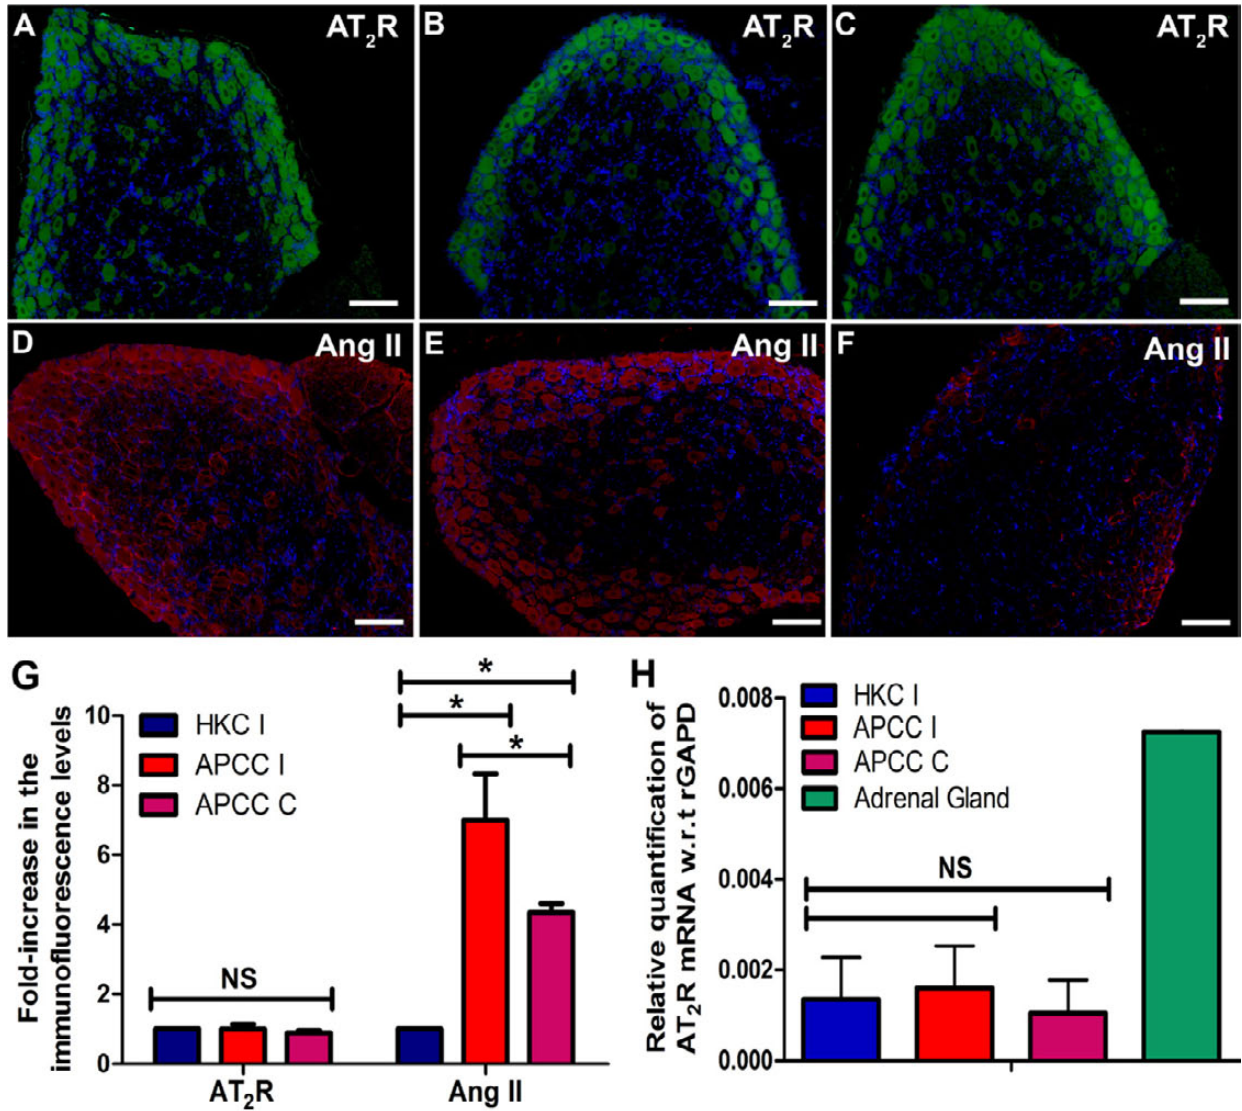 A AT2R
B AT2R
C AT2R
D Ang II
E Ang II
F Ang II
G
Fold-increase in the
immunofluorescence levels
10
8
6
4
2
0
HKC I
APCC I
APCC C
NS
*
*
*
AT2R
Ang II
H
Relative quantification of
AT2R mRNA w.r.t rGAPD
0.008
0.006
0.004
0.002
0.000
HKC I
APCC I
APCC C
Adrenal Gland
NS